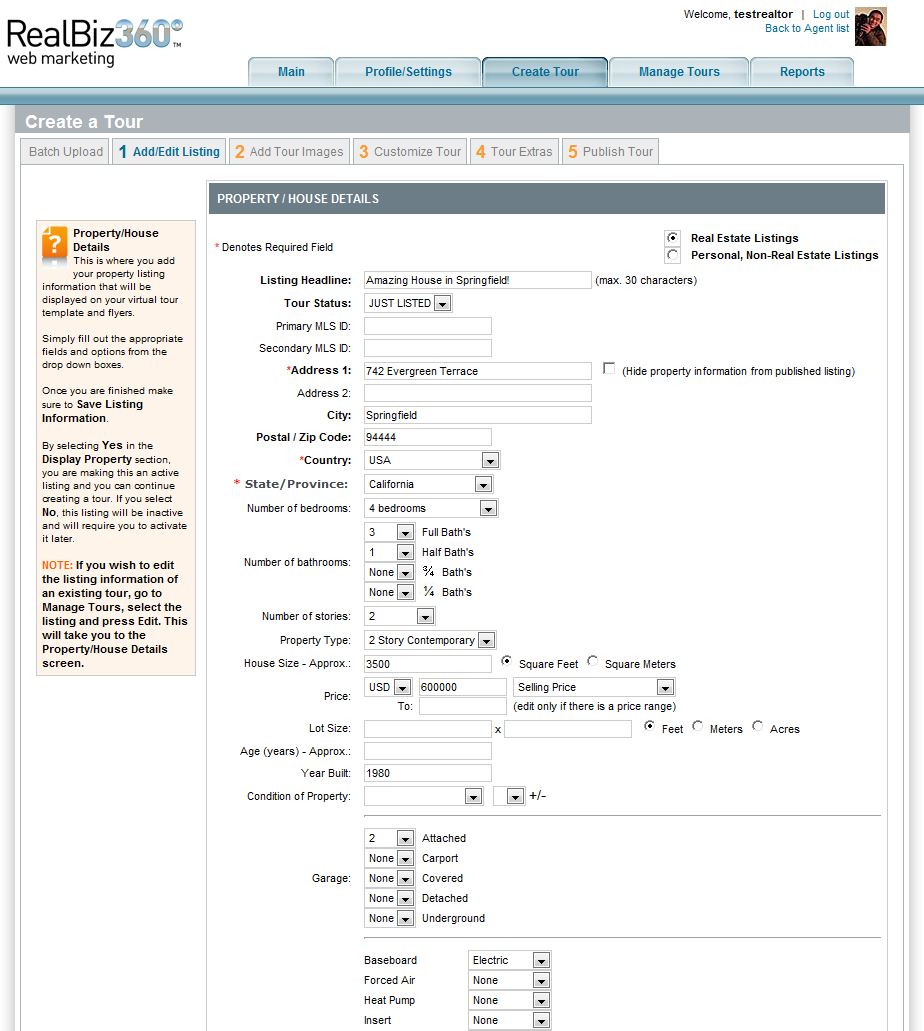 Welcome, testrealtor | Log out
Back to Agent list
RealBiz360°™
web marketing
Main
Profile/Settings
Create Tour
Manage Tours
Reports
Create a Tour
Batch Upload
1 Add/Edit Listing
2 Add Tour Images
3 Customize Tour
4 Tour Extras
5 Publish Tour
?
Property/House
Details
This is where you add
your property listing
information that will be
displayed on your virtual tour
template and flyers.
Simply fill out the appropriate
fields and options from the
drop down boxes.
Once you are finished make
sure to Save Listing
Information.
By selecting Yes in the
Display Property section,
you are making this an active
listing and you can continue
creating a tour. If you select
No, this listing will be inactive
and will require you to activate
it later.
NOTE: If you wish to edit
the listing information of
an existing tour, go to
Manage Tours, select the
listing and press Edit. This
will take you to the
Property/House Details
screen.
PROPERTY / HOUSE DETAILS
* Denotes Required Field
Real Estate Listings
Personal, Non-Real Estate Listings
Listing Headline: Amazing House in Springfield! (max. 30 characters)
Tour Status: JUST LISTED
Primary MLS ID:
Secondary MLS ID:
*Address 1: 742 Evergreen Terrace (Hide property information from published listing)
Address 2:
City: Springfield
Postal / Zip Code: 94444
*Country: USA
* State/Province: California
Number of bedrooms: 4 bedrooms
Number of bathrooms:
3 Full Bath's
1 Half Bath's
None ¾ Bath's
None ¼ Bath's
Number of stories: 2
Property Type: 2 Story Contemporary
House Size - Approx.: 3500 Square Feet Square Meters
Price: USD 600000 Selling Price
To: (edit only if there is a price range)
Lot Size: x Feet Meters Acres
Age (years) - Approx.:
Year Built: 1980
Condition of Property: +/-
Garage:
2 Attached
None Carport
None Covered
None Detached
None Underground
Baseboard Electric
Forced Air None
Heat Pump None
Insert None